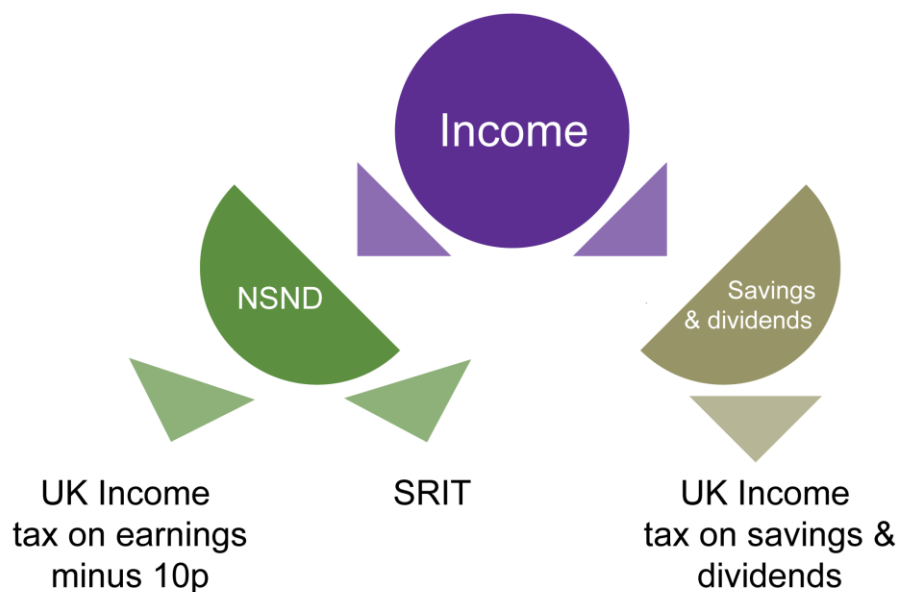 Income
NSND
Savings
& dividends
UK Income
tax on earnings
minus 10p
SRIT
UK Income
tax on savings &
dividends